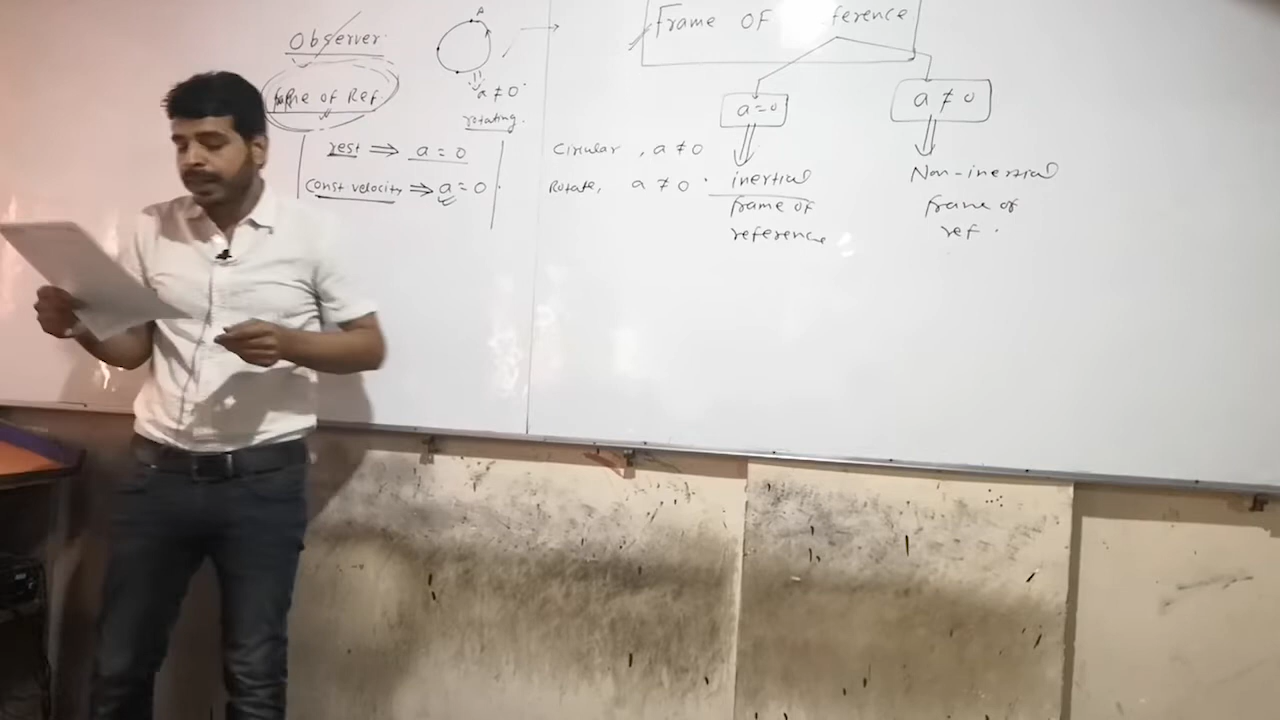 Observer
of Ref.
rest ⇒ a = 0
const velocity ⇒ a = 0
A
a ≠ 0
rotating.
Frame OF ference
a = 0
a ≠ 0
Circular, a ≠ 0
Rotate, a ≠ 0
inertial
frame of
reference
Non-inertial
frame of
ref.